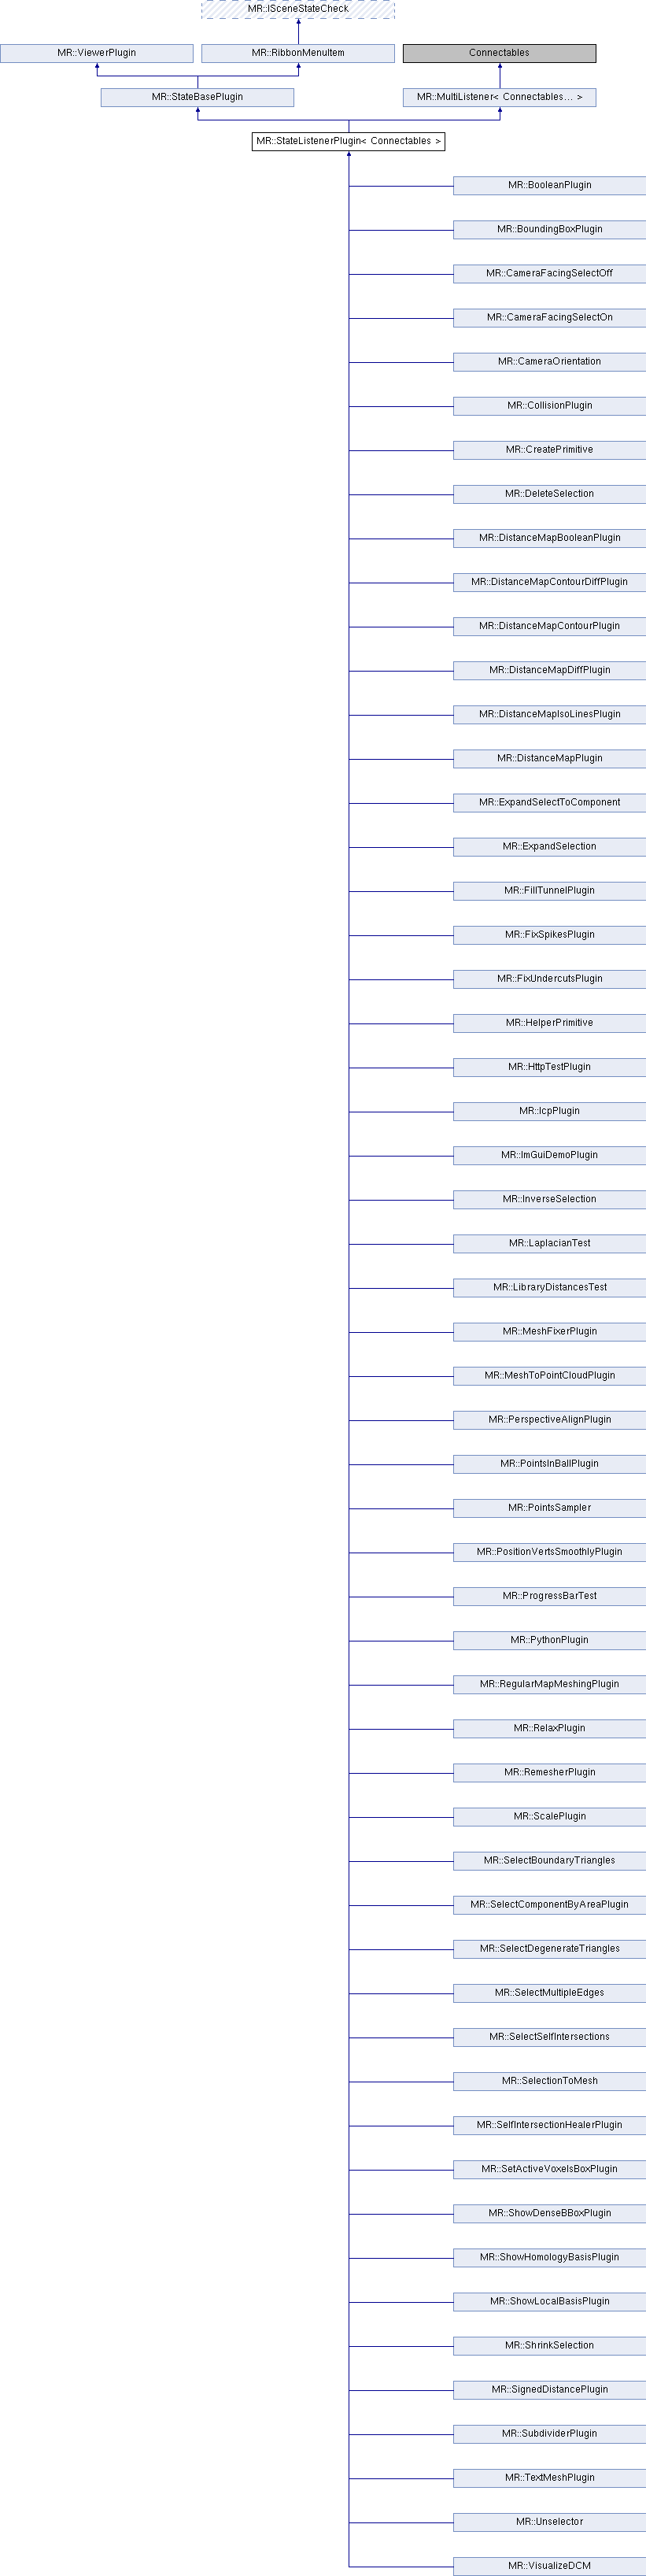 MR::ISceneStateCheck
MR::ViewerPlugin
MR::RibbonMenuItem
Connectables
MR::StateBasePlugin
MR::MultiListener< Connectables... >
MR::StateListenerPlugin< Connectables >
MR::BooleanPlugin
MR::BoundingBoxPlugin
MR::CameraFacingSelectOff
MR::CameraFacingSelectOn
MR::CameraOrientation
MR::CollisionPlugin
MR::CreatePrimitive
MR::DeleteSelection
MR::DistanceMapBooleanPlugin
MR::DistanceMapContourDiffPlugin
MR::DistanceMapContourPlugin
MR::DistanceMapDiffPlugin
MR::DistanceMapIsoLinesPlugin
MR::DistanceMapPlugin
MR::ExpandSelectToComponent
MR::ExpandSelection
MR::FillTunnelPlugin
MR::FixSpikesPlugin
MR::FixUndercutsPlugin
MR::HelperPrimitive
MR::HttpTestPlugin
MR::IcpPlugin
MR::ImGuiDemoPlugin
MR::InverseSelection
MR::LaplacianTest
MR::LibraryDistancesTest
MR::MeshFixerPlugin
MR::MeshToPointCloudPlugin
MR::PerspectiveAlignPlugin
MR::PointsInBallPlugin
MR::PointsSampler
MR::PositionVertsSmoothlyPlugin
MR::ProgressBarTest
MR::PythonPlugin
MR::RegularMapMeshingPlugin
MR::RelaxPlugin
MR::RemesherPlugin
MR::ScalePlugin
MR::SelectBoundaryTriangles
MR::SelectComponentByAreaPlugin
MR::SelectDegenerateTriangles
MR::SelectMultipleEdges
MR::SelectSelfIntersections
MR::SelectionToMesh
MR::SelfIntersectionHealerPlugin
MR::SetActiveVoxelsBoxPlugin
MR::ShowDenseBBoxPlugin
MR::ShowHomologyBasisPlugin
MR::ShowLocalBasisPlugin
MR::ShrinkSelection
MR::SignedDistancePlugin
MR::SubdividerPlugin
MR::TextMeshPlugin
MR::Unselector
MR::VisualizeDCM